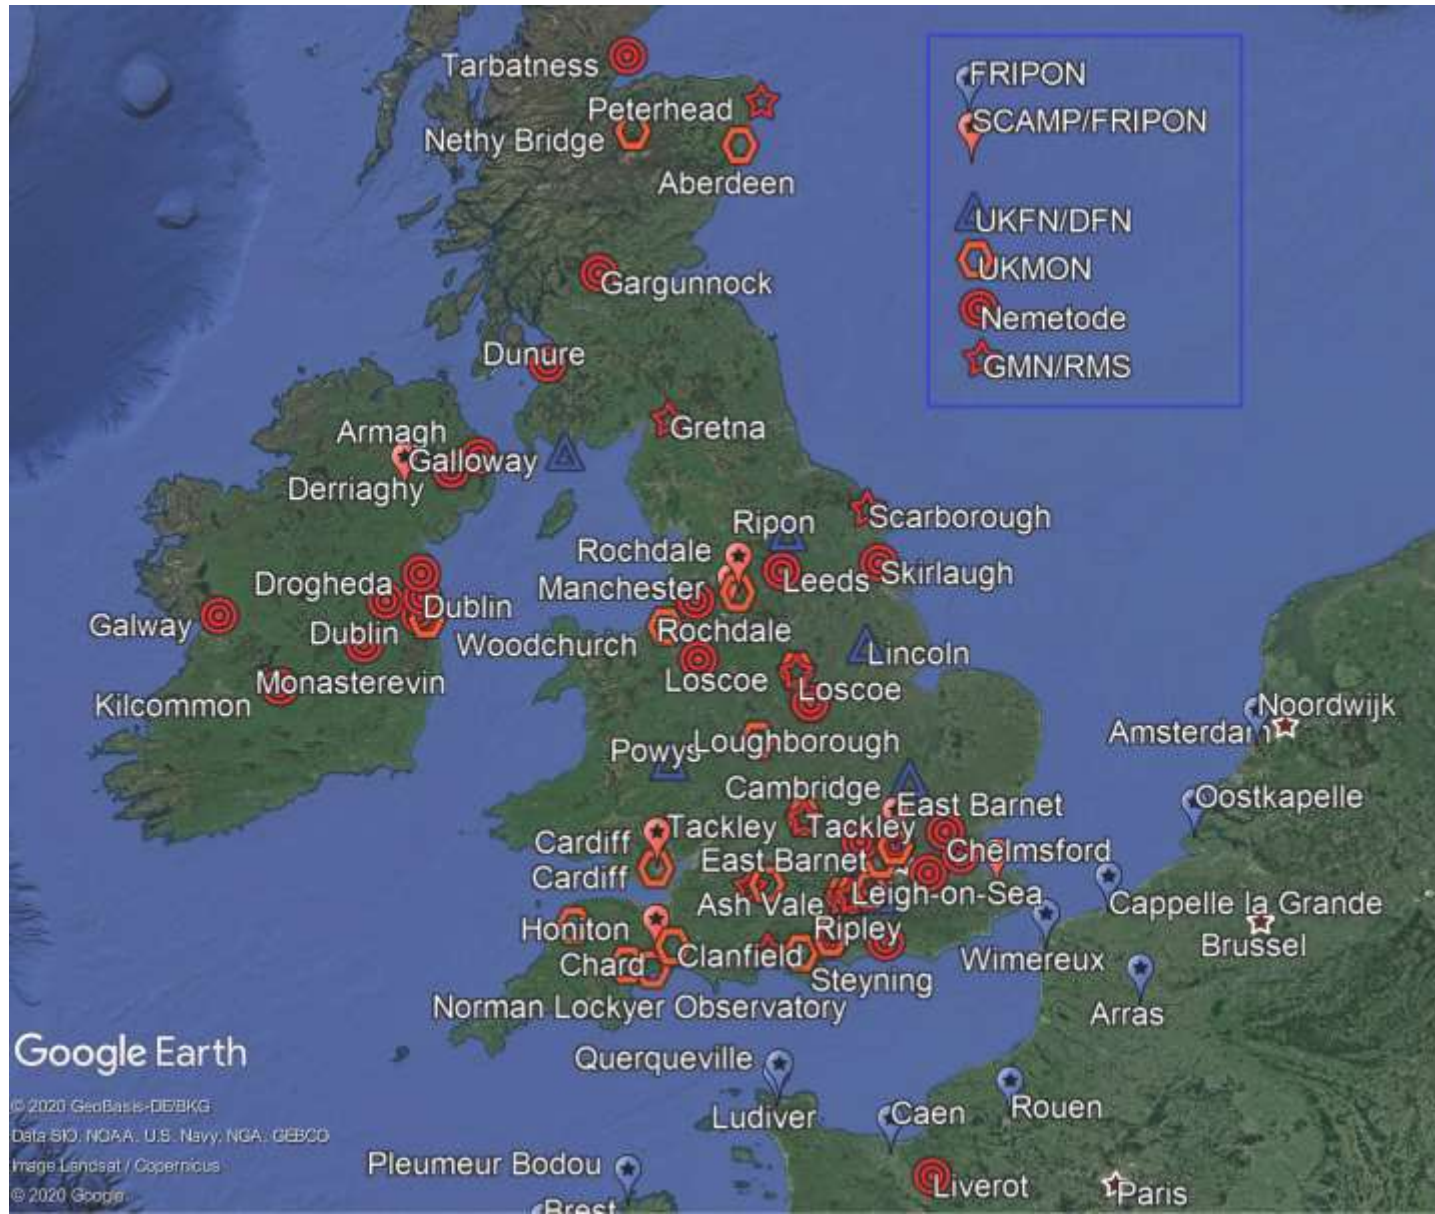 Tarbatness
FRIPON
Peterhead
SCAMP/FRIPON
Nethy Bridge
Aberdeen
UKFN/DFN
UKMON
Gargunnock
Nemetode
Dunure
GMN/RMS
Gretna
Armagh
Galloway
Derriaghy
Scarborough
Ripon
Rochdale
Leeds
Skirlaugh
Manchester
Drogheda
Dublin
Galway
Dublin
Rochdale
Woodchurch
Lincoln
Loscoe
Loscoe
Monasterevin
Kilcommon
Noordwijk
Amsterdam
Powys
Loughborough
Cambridge
East Barnet
Oostkapelle
Tackley
Tackley
Cardiff
East Barnet
Chelmsford
Cardiff
Leigh-on-Sea
Ash Vale
Cappelle la Grande
Honiton
Ripley
Brussel
Clanfield
Wimereux
Chard
Steyning
Norman Lockyer Observatory
Arras
Google Earth
Querqueville
© 2020 GeoBasis-DE/BKG
Rouen
Ludiver
Caen
Data SIO, NOAA, U.S. Navy, NGA, GEBCO
Image Landsat / Copernicus
Pleumeur Bodou
Liverot
Paris
© 2020 Google
Brest